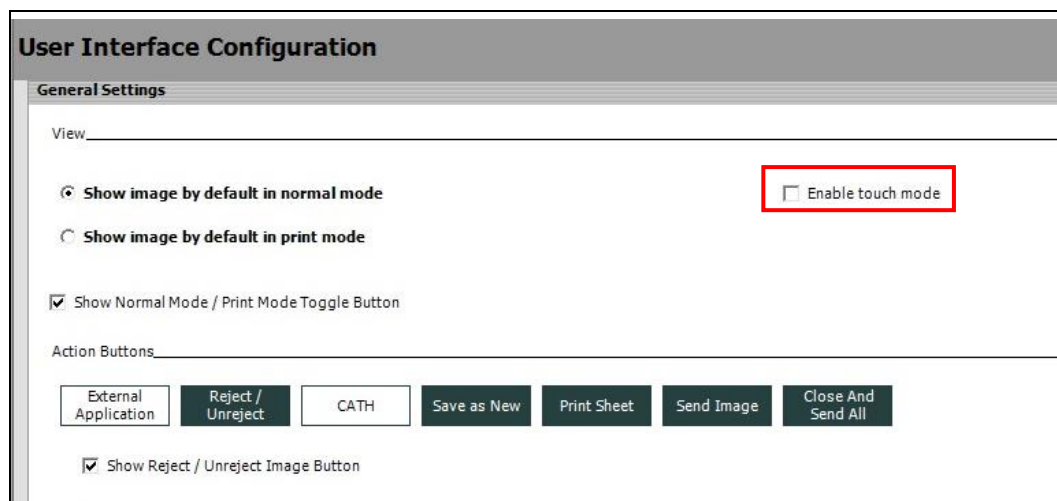 User Interface Configuration
General Settings
View
Show image by default in normal mode
Enable touch mode
Show image by default in print mode
Show Normal Mode / Print Mode Toggle Button
Action Buttons
External
Application
Reject /
Unreject
CATH
Save as New
Print Sheet
Send Image
Close And
Send All
Show Reject / Unreject Image Button